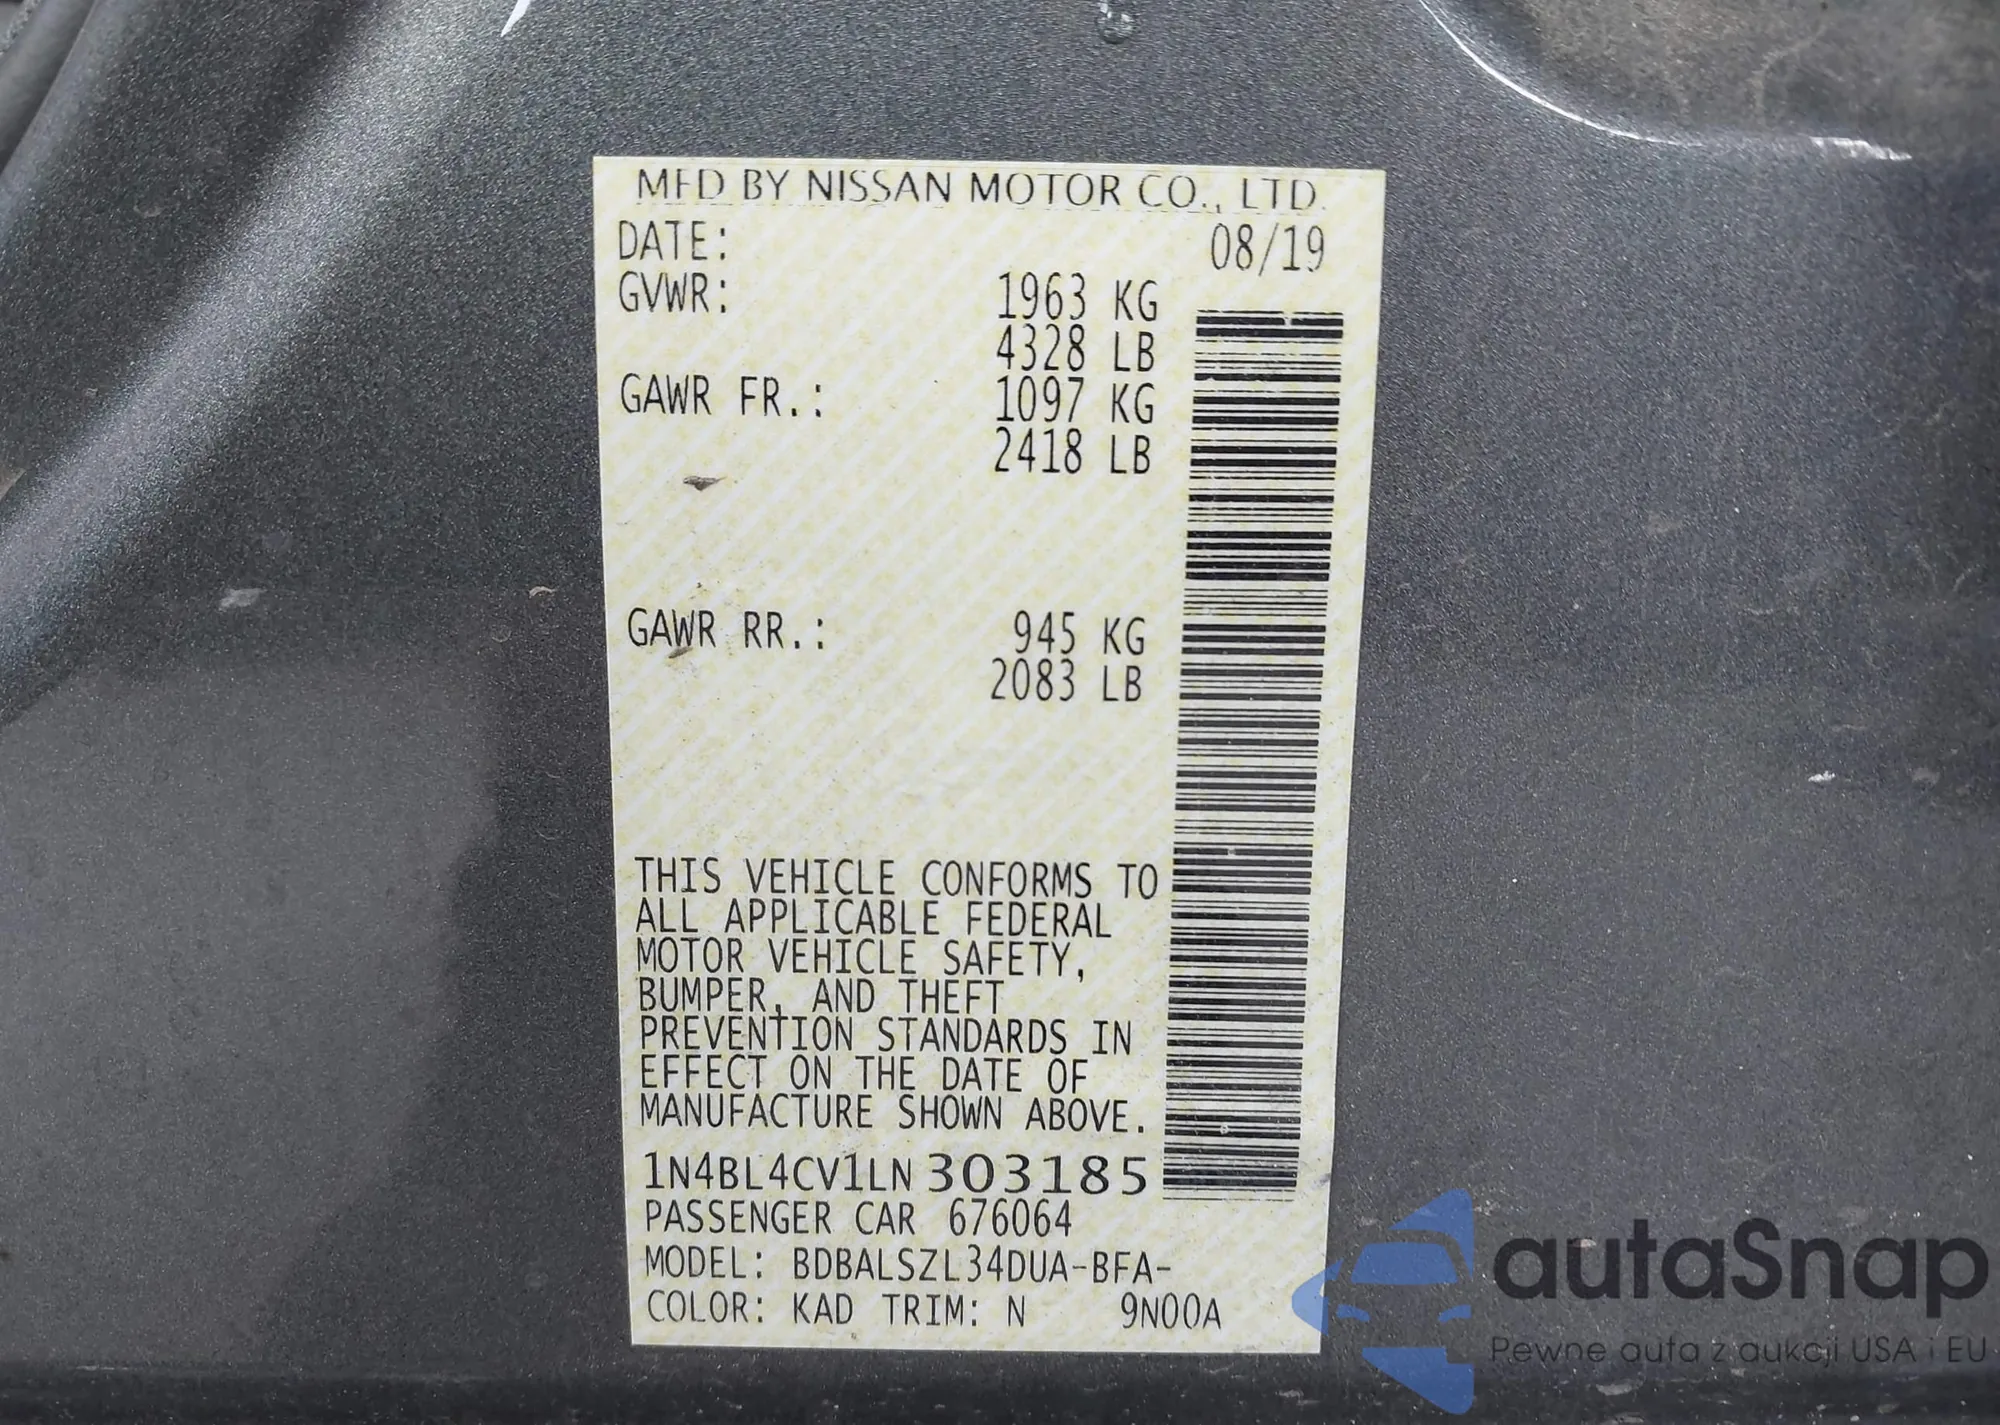 MFD BY NISSAN MOTOR CO., LTD.
DATE: 08/19
GVWR: 1963 KG
4328 LB
GAWR FR.: 1097 KG
2418 LB
GAWR RR.: 945 KG
2083 LB
THIS VEHICLE CONFORMS TO
ALL APPLICABLE FEDERAL
MOTOR VEHICLE SAFETY,
BUMPER, AND THEFT
PREVENTION STANDARDS IN
EFFECT ON THE DATE OF
MANUFACTURE SHOWN ABOVE.
1N4BL4CV1LN303185
PASSENGER CAR 676064
MODEL: BDBALSZL34DUA-BFA-
COLOR: KAD TRIM: N 9N00A
autoSnap
Pewne auta z aukcji USA i EU